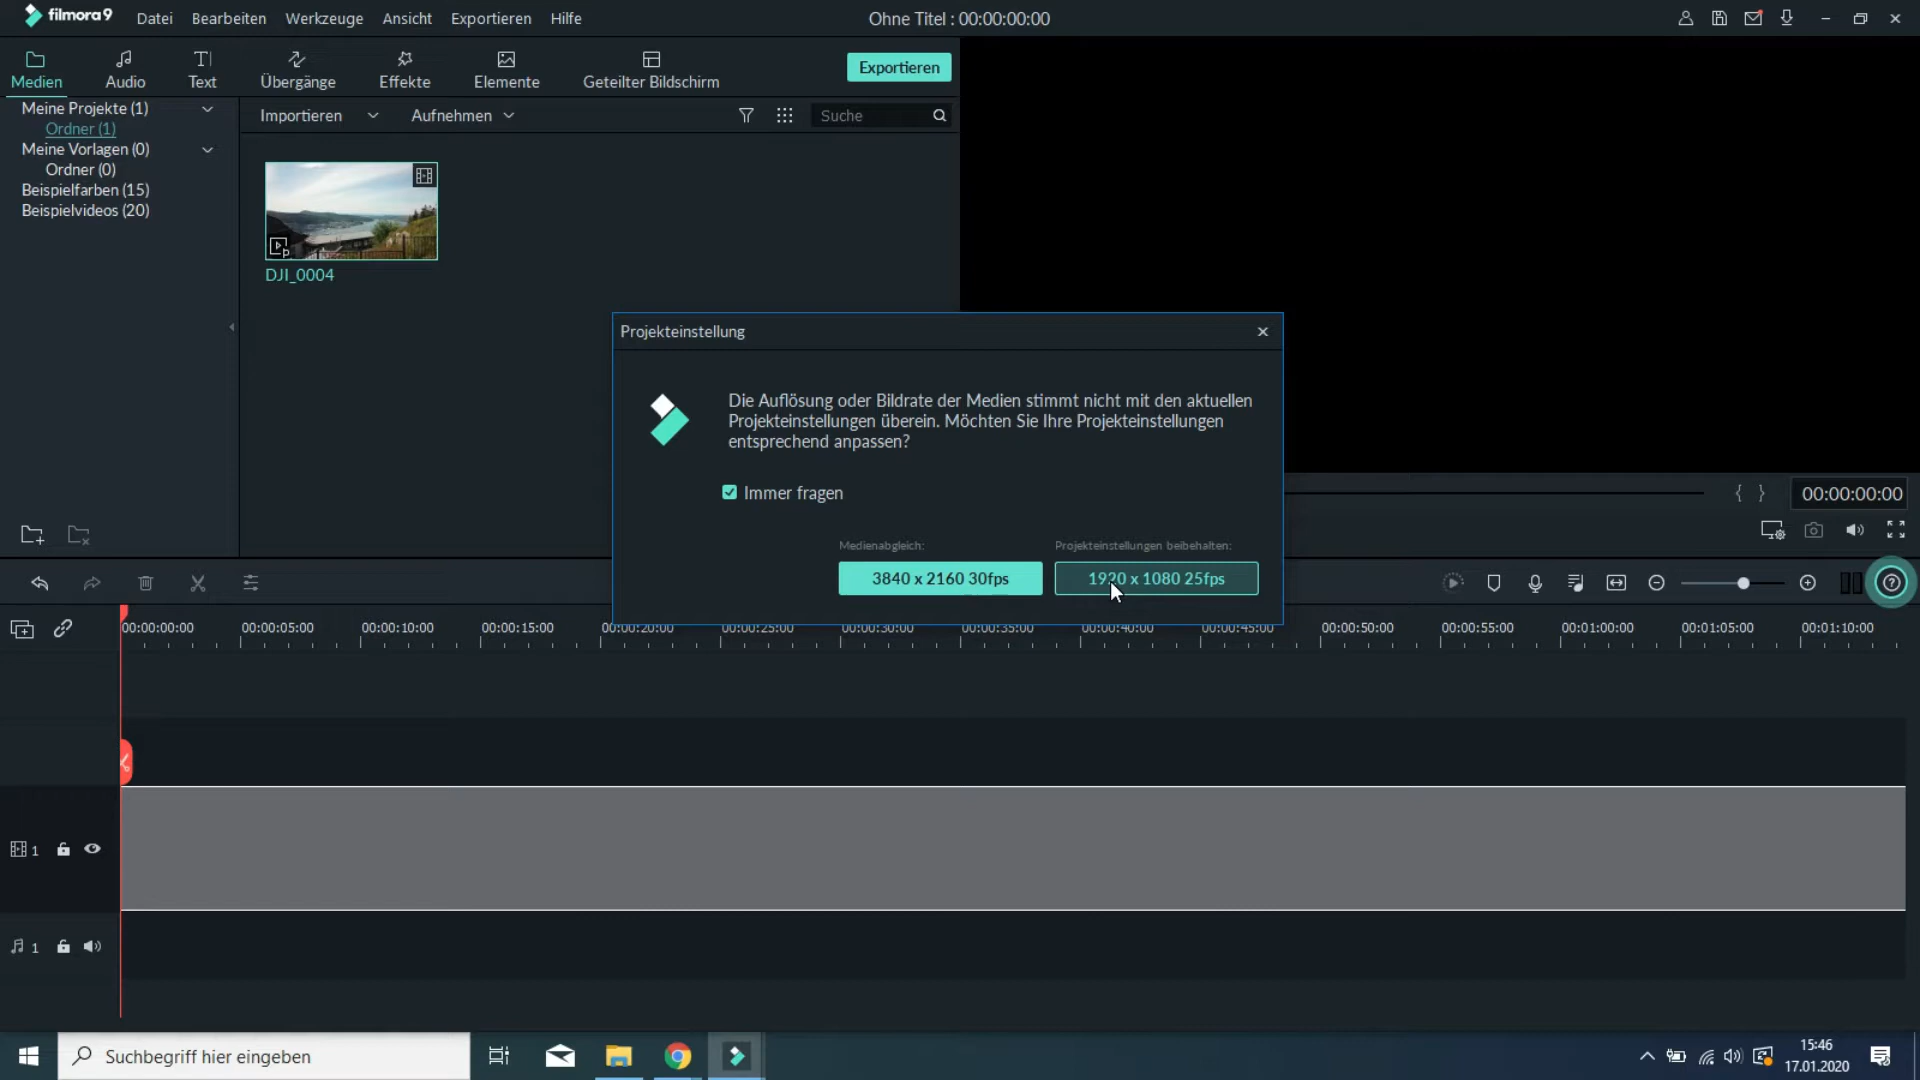 filmora9 Datei Bearbeiten Werkzeuge Ansicht Exportieren Hilfe Ohne Titel : 00:00:00:00
Medien Audio Text Übergänge Effekte Elemente Geteilter Bildschirm Exportieren
Meine Projekte (1)
Ordner (1)
Meine Vorlagen (0)
Ordner (0)
Beispielfarben (15)
Beispielvideos (20)
Importieren Aufnehmen Suche
DJI_0004
Projekteinstellung
Die Auflösung oder Bildrate der Medien stimmt nicht mit den aktuellen
Projekteinstellungen überein. Möchten Sie Ihre Projekteinstellungen
entsprechend anpassen?
Immer fragen
Medienabgleich: Projekteinstellungen beibehalten:
3840 x 2160 30fps 1920 x 1080 25fps
{ } 00:00:00:00
00:00:00:00 00:00:05:00 00:00:10:00 00:00:15:00 00:00:20:00 00:00:25:00 00:00:30:00 00:00:35:00 00:00:40:00 00:00:45:00 00:00:50:00 00:00:55:00 00:01:00:00 00:01:05:00 00:01:10:00
1
1
Suchbegriff hier eingeben
15:46
17.01.2020